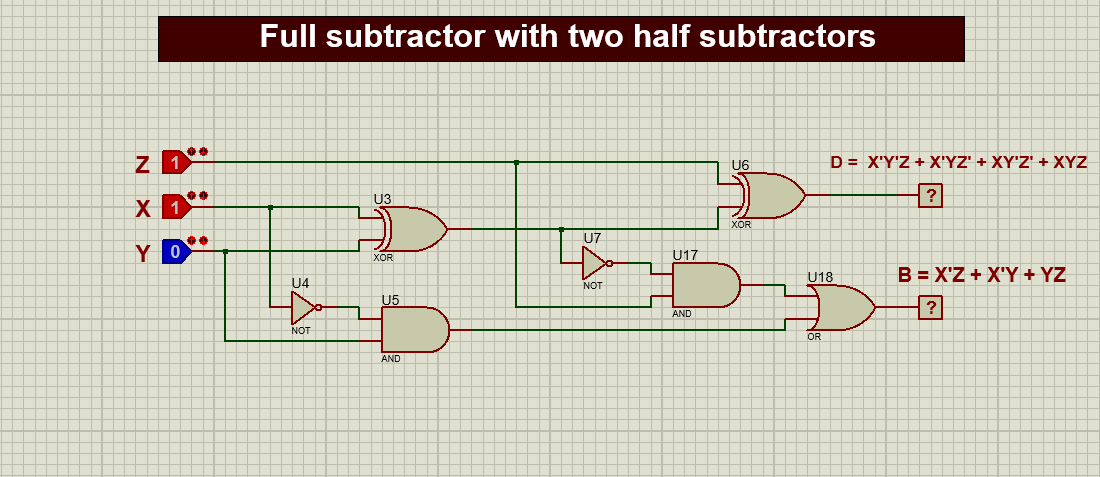 Full subtractor with two half subtractors
Z 1
U6
D = X'Y'Z + X'YZ' + XY'Z' + XYZ
?
X 1
U3
XOR
XOR
Y 0
U7
NOT
U17
AND
B = X'Z + X'Y + YZ
U4
NOT
U5
AND
U18
OR
?